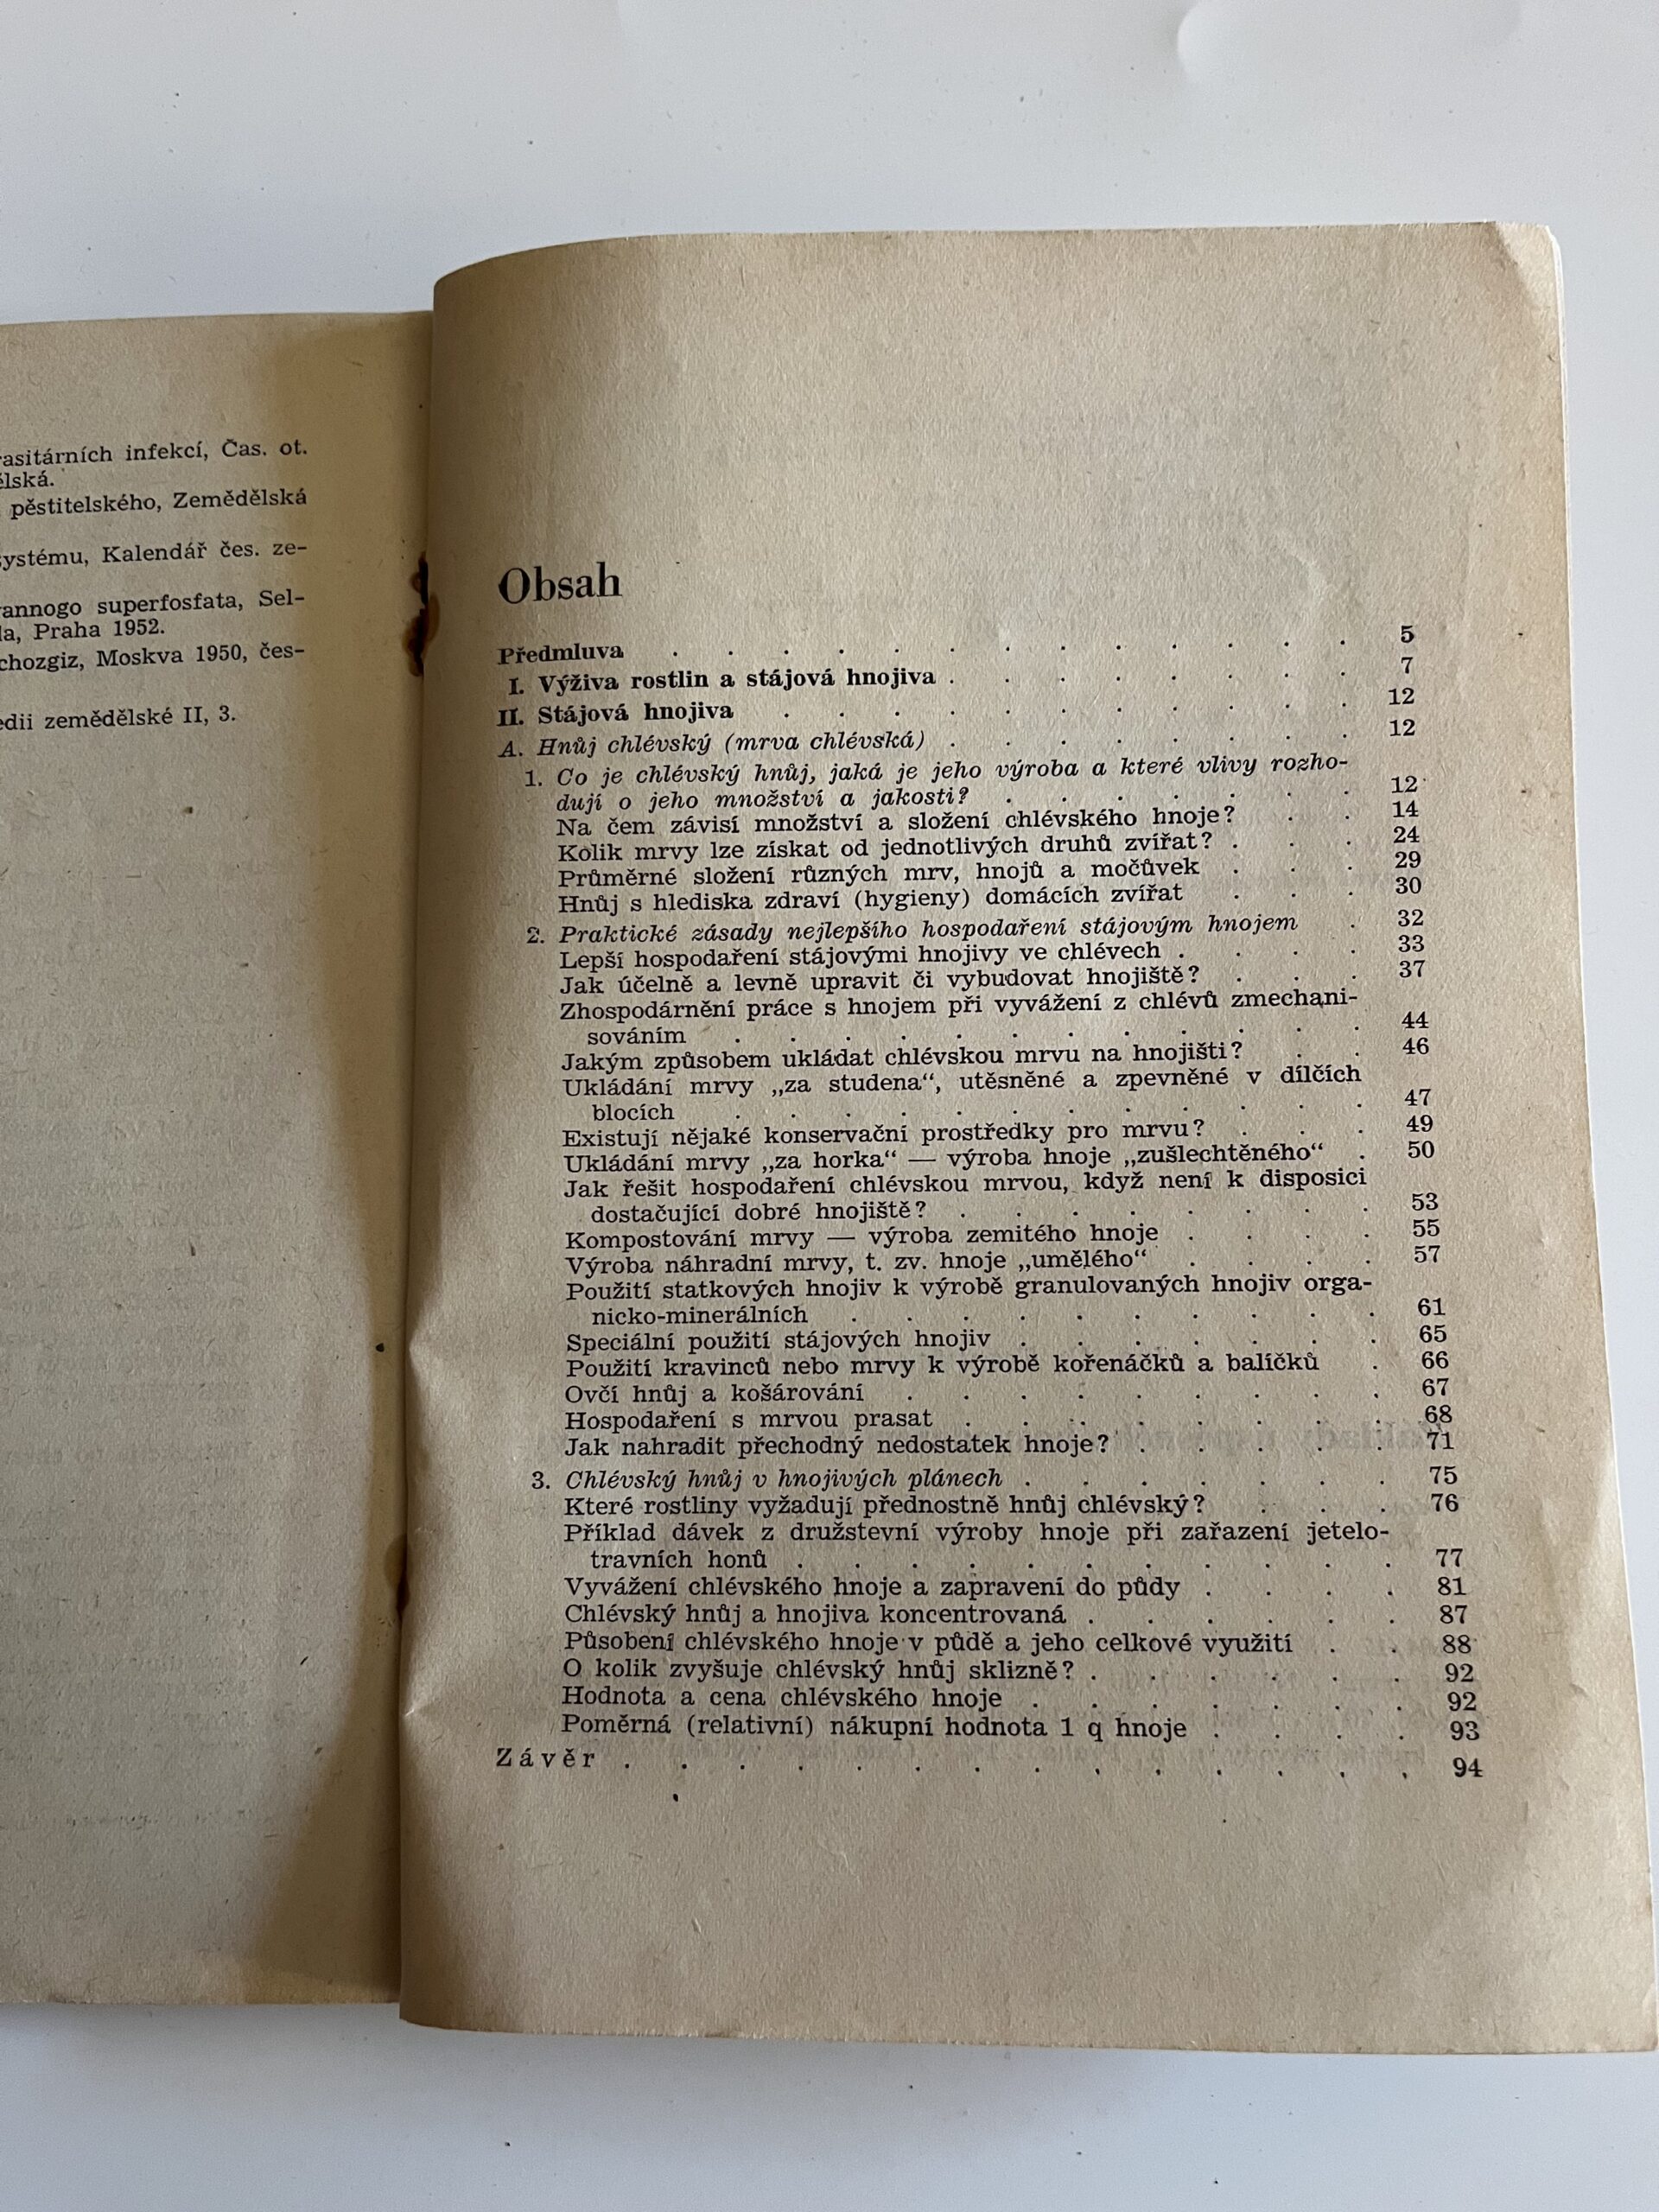 infekcí, Čas. ot.
pěstitelského, Zemědělská
Kalendář čes. ze-
superfosfata, Sel-
Praha 1952.
Moskva 1950, čes-
zemědělské II, 3.
Obsah
Předmluva . . . . . . . . . . . . . 5
I. Výživa rostlin a stájová hnojiva . . . . . . . . 7
II. Stájová hnojiva . . . . . . . . . . . 12
A. Hnůj chlévský (mrva chlévská) . . . . . . . . 12
1. Co je chlévský hnůj, jaká je jeho výroba a které vlivy rozho-
dují o jeho množství a jakosti? . . . . . . . 12
Na čem závisí množství a složení chlévského hnoje? . . 14
Kolik mrvy lze získat od jednotlivých druhů zvířat? . . . 24
Průměrné složení různých mrv, hnojů a močůvek . . . 29
Hnůj s hlediska zdraví (hygieny) domácích zvířat . . . 30
2. Praktické zásady nejlepšího hospodaření stájovým hnojem . 32
Lepší hospodaření stájovými hnojivy ve chlévech . . . . 33
Jak účelně a levně upravit či vybudovat hnojiště? . . . 37
Zhospodárnění práce s hnojem při vyvážení z chlévů zmechani-
sováním . . . . . . . . . . . . 44
Jakým způsobem ukládat chlévskou mrvu na hnojišti? . . 46
Ukládání mrvy „za studena“, utěsněné a zpevněné v dílčích
blocích . . . . . . . . . . . . 47
Existují nějaké konservační prostředky pro mrvu? . . . 49
Ukládání mrvy „za horka“ — výroba hnoje „zušlechtěného“ . 50
Jak řešit hospodaření chlévskou mrvou, když není k disposici
dostačující dobré hnojiště? . . . . . . . . 53
Kompostování mrvy — výroba zemitého hnoje . . . . 55
Výroba náhradní mrvy, t. zv. hnoje „umělého“ . . . . 57
Použití statkových hnojiv k výrobě granulovaných hnojiv orga-
nicko-minerálních . . . . . . . . . . 61
Speciální použití stájových hnojiv . . . . . . . 65
Použití kravinců nebo mrvy k výrobě kořenáčků a balíčků . 66
Ovčí hnůj a košárování . . . . . . . . . 67
Hospodaření s mrvou prasat . . . . . . . . 68
Jak nahradit přechodný nedostatek hnoje? . . . . . 71
3. Chlévský hnůj v hnojivých plánech . . . . . . . 75
Které rostliny vyžadují přednostně hnůj chlévský? . . . 76
Příklad dávek z družstevní výroby hnoje při zařazení jetelo-
travních honů . . . . . . . . . . . 77
Vyvážení chlévského hnoje a zapravení do půdy . . . . 81
Chlévský hnůj a hnojiva koncentrovaná . . . . . . 87
Působení chlévského hnoje v půdě a jeho celkové využití . . 88
O kolik zvyšuje chlévský hnůj sklizně? . . . . . . 92
Hodnota a cena chlévského hnoje . . . . . . . 92
Poměrná (relativní) nákupní hodnota 1 q hnoje . . . . 93
Závěr . . . . . . . . . . . . . . 94